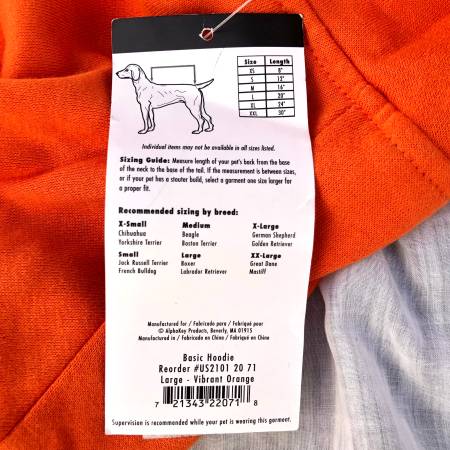 Size Length
XS 8"
S 12"
M 16"
L 20"
XL 24"
XXL 30"
Individual items may not be available in all sizes listed.
Sizing Guide: Measure length of your pet's back from the base
of the neck to the base of the tail. If the measurement is between sizes,
or if your pet has a stouter build, select a garment one size larger for
a proper fit.
Recommended sizing by breed:
X-Small Medium X-Large
Chihuahua Beagle German Shepherd
Yorkshire Terrier Boston Terrier Golden Retriever
Small Large XX-Large
Jack Russell Terrier Boxer Great Dane
French Bulldog Labrador Retriever Mastiff
Manufactured for / Fabricado para / Fabriqué pour
© AlphaKey Products, Beverly, MA 01915
Manufactured in China / Fabricado en China / Fabriqué en Chine
Basic Hoodie
Reorder #US2101 20 71
Large - Vibrant Orange
7 21343 22071 8
Supervision is recommended while your pet is wearing this garment.